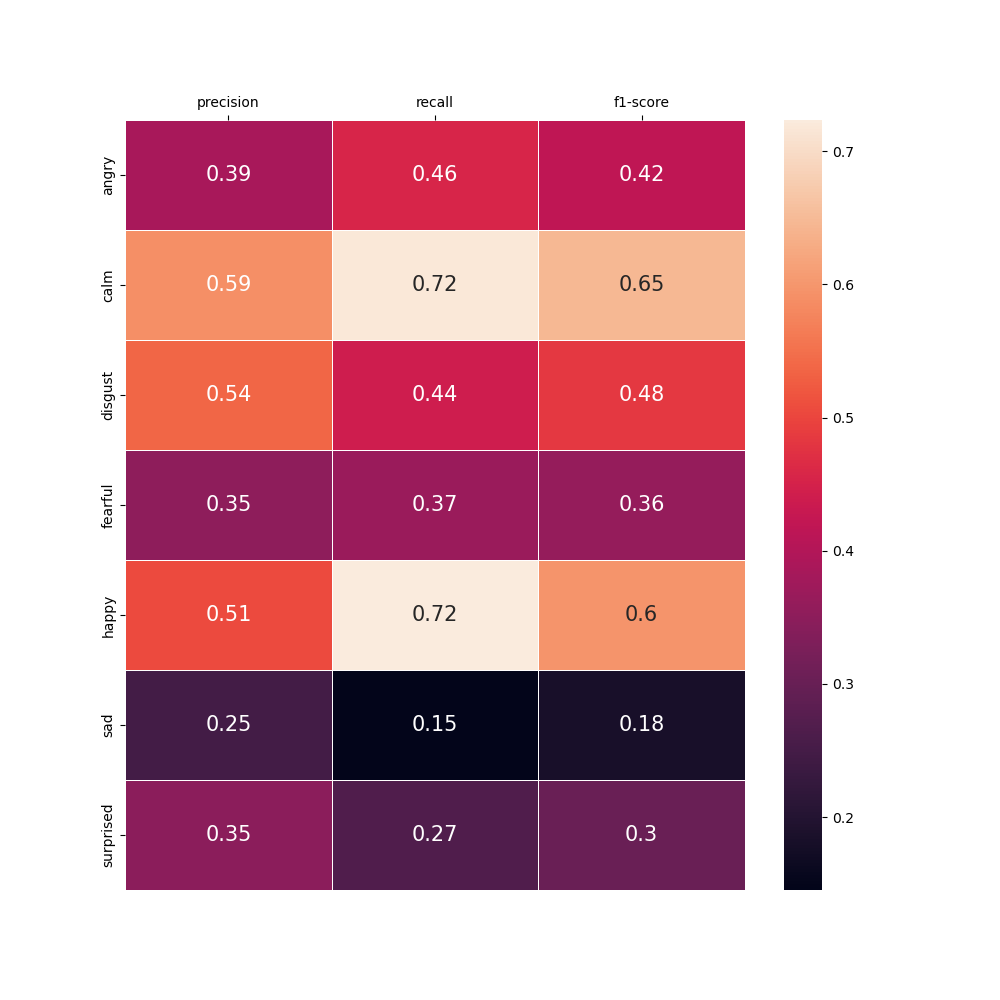 precision recall f1-score
angry 0.39 0.46 0.42
calm 0.59 0.72 0.65
disgust 0.54 0.44 0.48
fearful 0.35 0.37 0.36
happy 0.51 0.72 0.6
sad 0.25 0.15 0.18
surprised 0.35 0.27 0.3
0.7
0.6
0.5
0.4
0.3
0.2